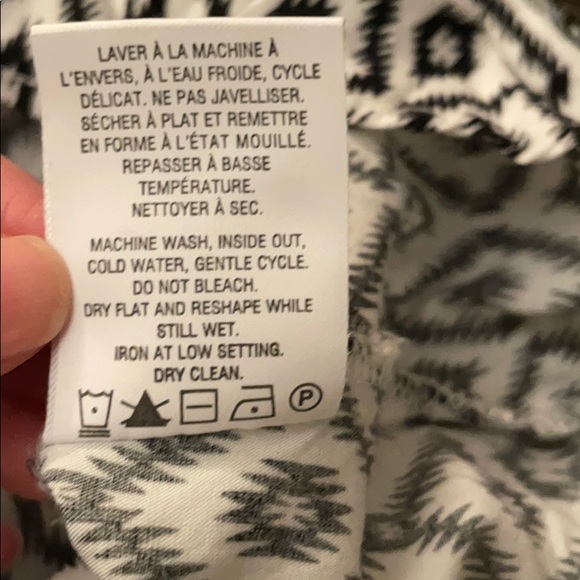 LAVER À LA MACHINE À
L'ENVERS, À L'EAU FROIDE, CYCLE
DÉLICAT. NE PAS JAVELLISER.
SÉCHER À PLAT ET REMETTRE
EN FORME À L'ÉTAT MOUILLÉ.
REPASSER À BASSE
TEMPÉRATURE.
NETTOYER À SEC.
MACHINE WASH, INSIDE OUT,
COLD WATER, GENTLE CYCLE.
DO NOT BLEACH.
DRY FLAT AND RESHAPE WHILE
STILL WET.
IRON AT LOW SETTING.
DRY CLEAN.
P